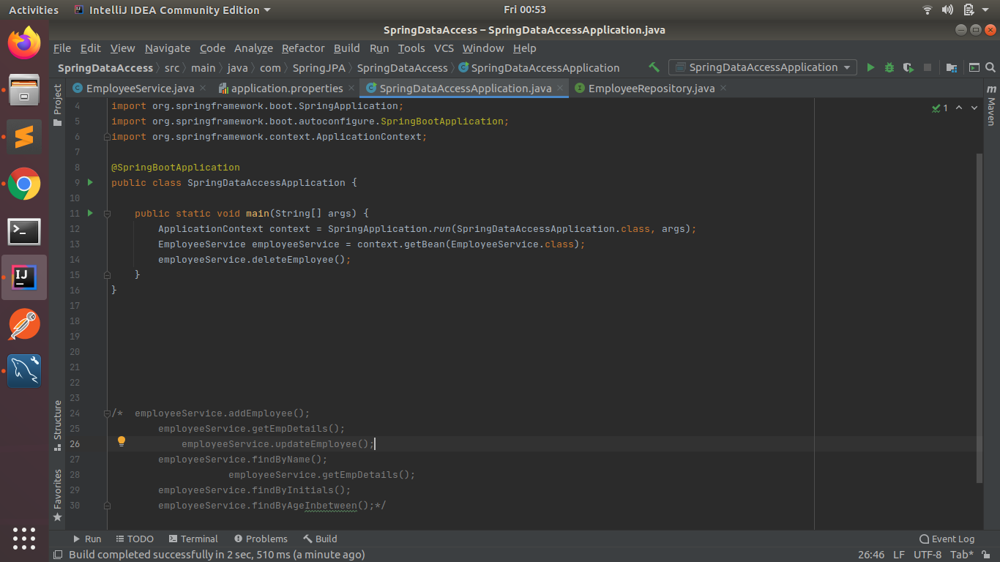 Activities IntelliJ IDEA Community Edition Fri 00:53
SpringDataAccess – SpringDataAccessApplication.java
File Edit View Navigate Code Analyze Refactor Build Run Tools VCS Window Help
SpringDataAccess src main java com SpringJPA SpringDataAccess SpringDataAccessApplication SpringDataAccessApplication
EmployeeService.java application.properties SpringDataAccessApplication.java EmployeeRepository.java
Project
Structure
Favorites
Maven
1
4 import org.springframework.boot.SpringApplication;
5 import org.springframework.boot.autoconfigure.SpringBootApplication;
6 import org.springframework.context.ApplicationContext;
7
8 @SpringBootApplication
9 public class SpringDataAccessApplication {
10
11 public static void main(String[] args) {
12 ApplicationContext context = SpringApplication.run(SpringDataAccessApplication.class, args);
13 EmployeeService employeeService = context.getBean(EmployeeService.class);
14 employeeService.deleteEmployee();
15 }
16 }
17
18
19
20
21
22
23
24 /* employeeService.addEmployee();
25 employeeService.getEmpDetails();
26 employeeService.updateEmployee();
27 employeeService.findByName();
28 employeeService.getEmpDetails();
29 employeeService.findByInitials();
30 employeeService.findByAgeInbetween();*/
Run TODO Terminal Problems Build Event Log
Build completed successfully in 2 sec, 510 ms (a minute ago) 26:46 LF UTF-8 Tab*